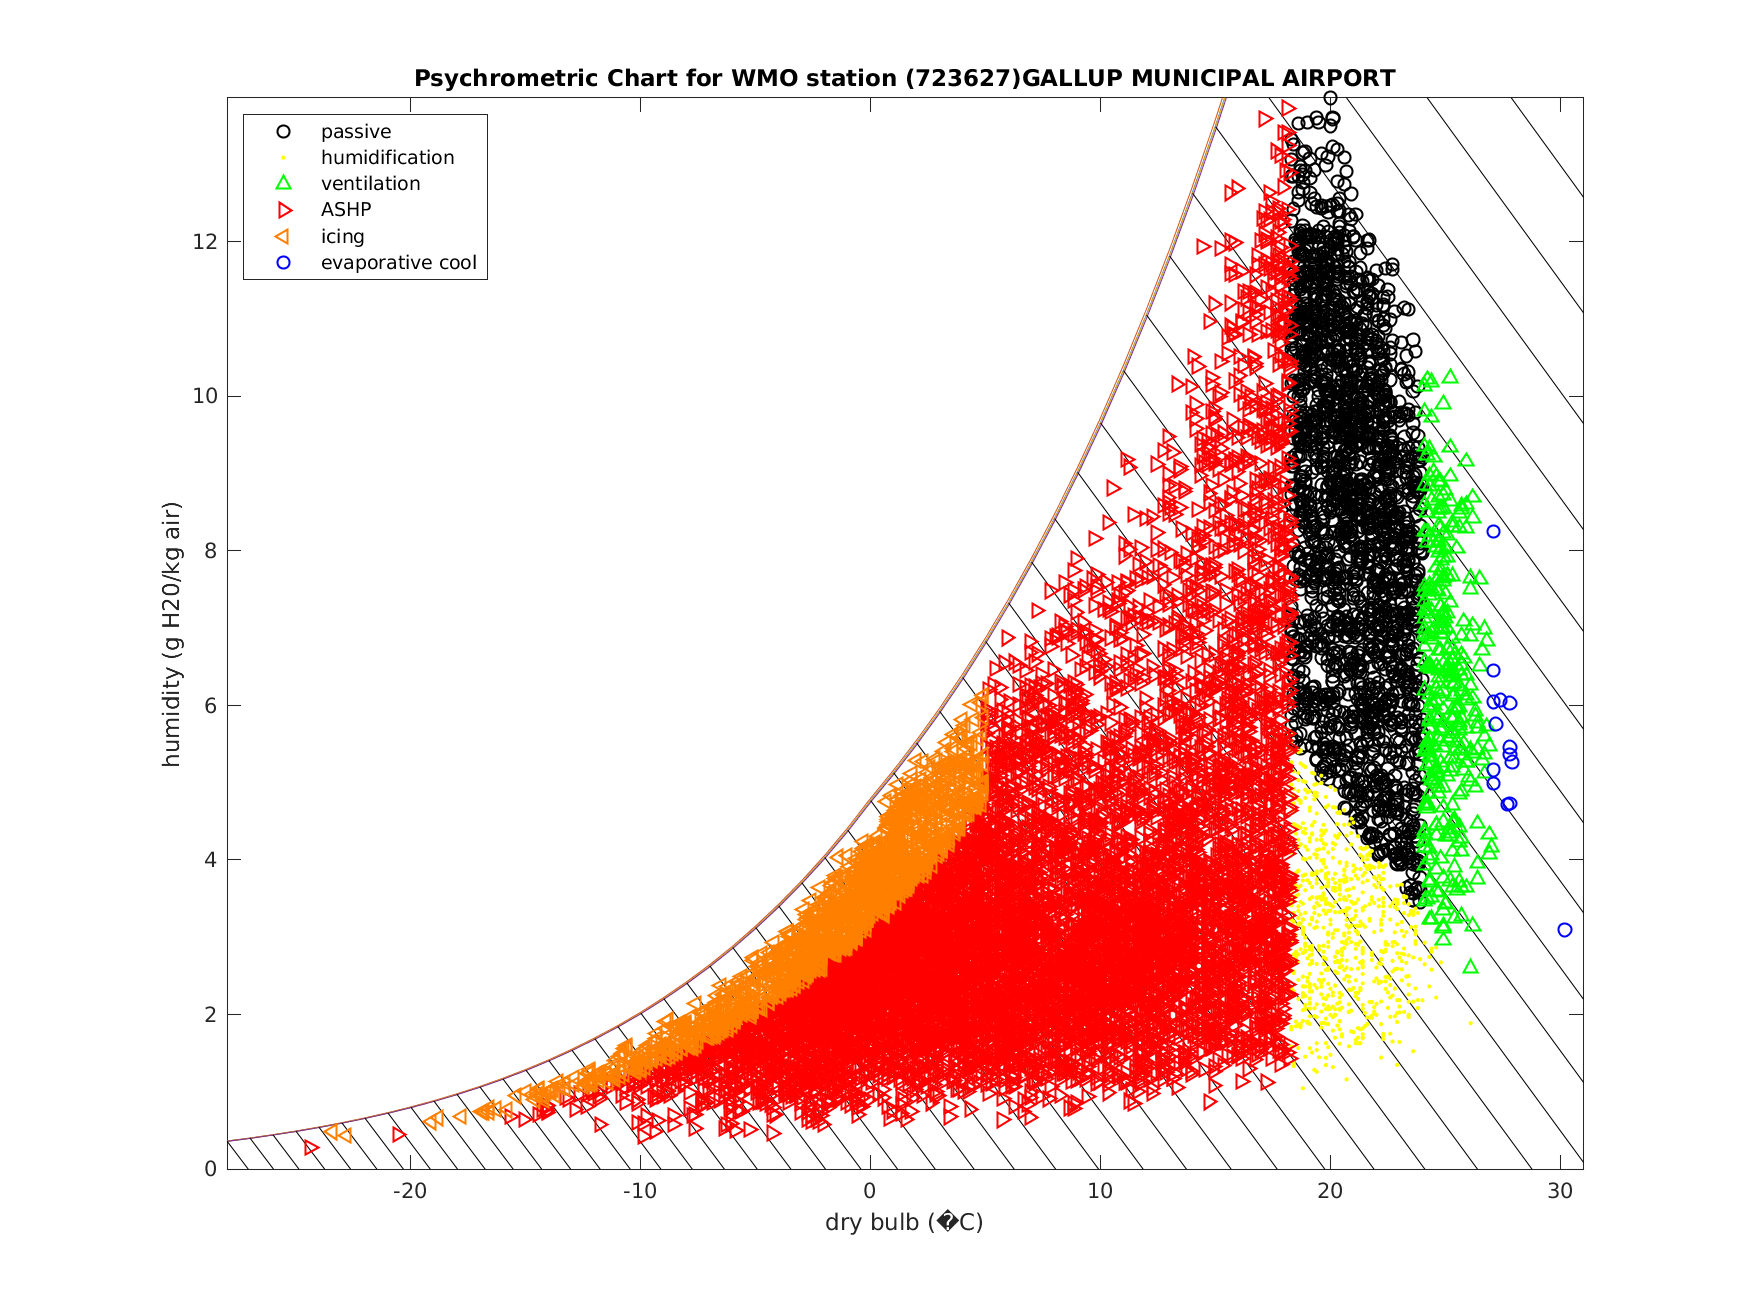 Psychrometric Chart for WMO station (723627)GALLUP MUNICIPAL AIRPORT
passive
humidification
ventilation
ASHP
icing
evaporative cool
12
10
8
6
4
2
0
humidity (g H20/kg air)
-20
-10
0
10
20
30
dry bulb (�C)